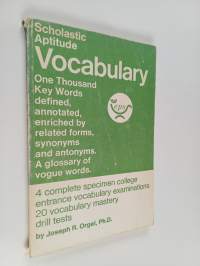 Scholastic
Aptitude
Vocabulary
One Thousand
Key Words
defined,
annotated,
enriched by
related forms,
synonyms
and antonyms.
A glossary of
vogue words.
eps
4 complete specimen college
entrance vocabulary examinations
20 vocabulary mastery
drill tests
by Joseph R. Orgel, Ph.D.